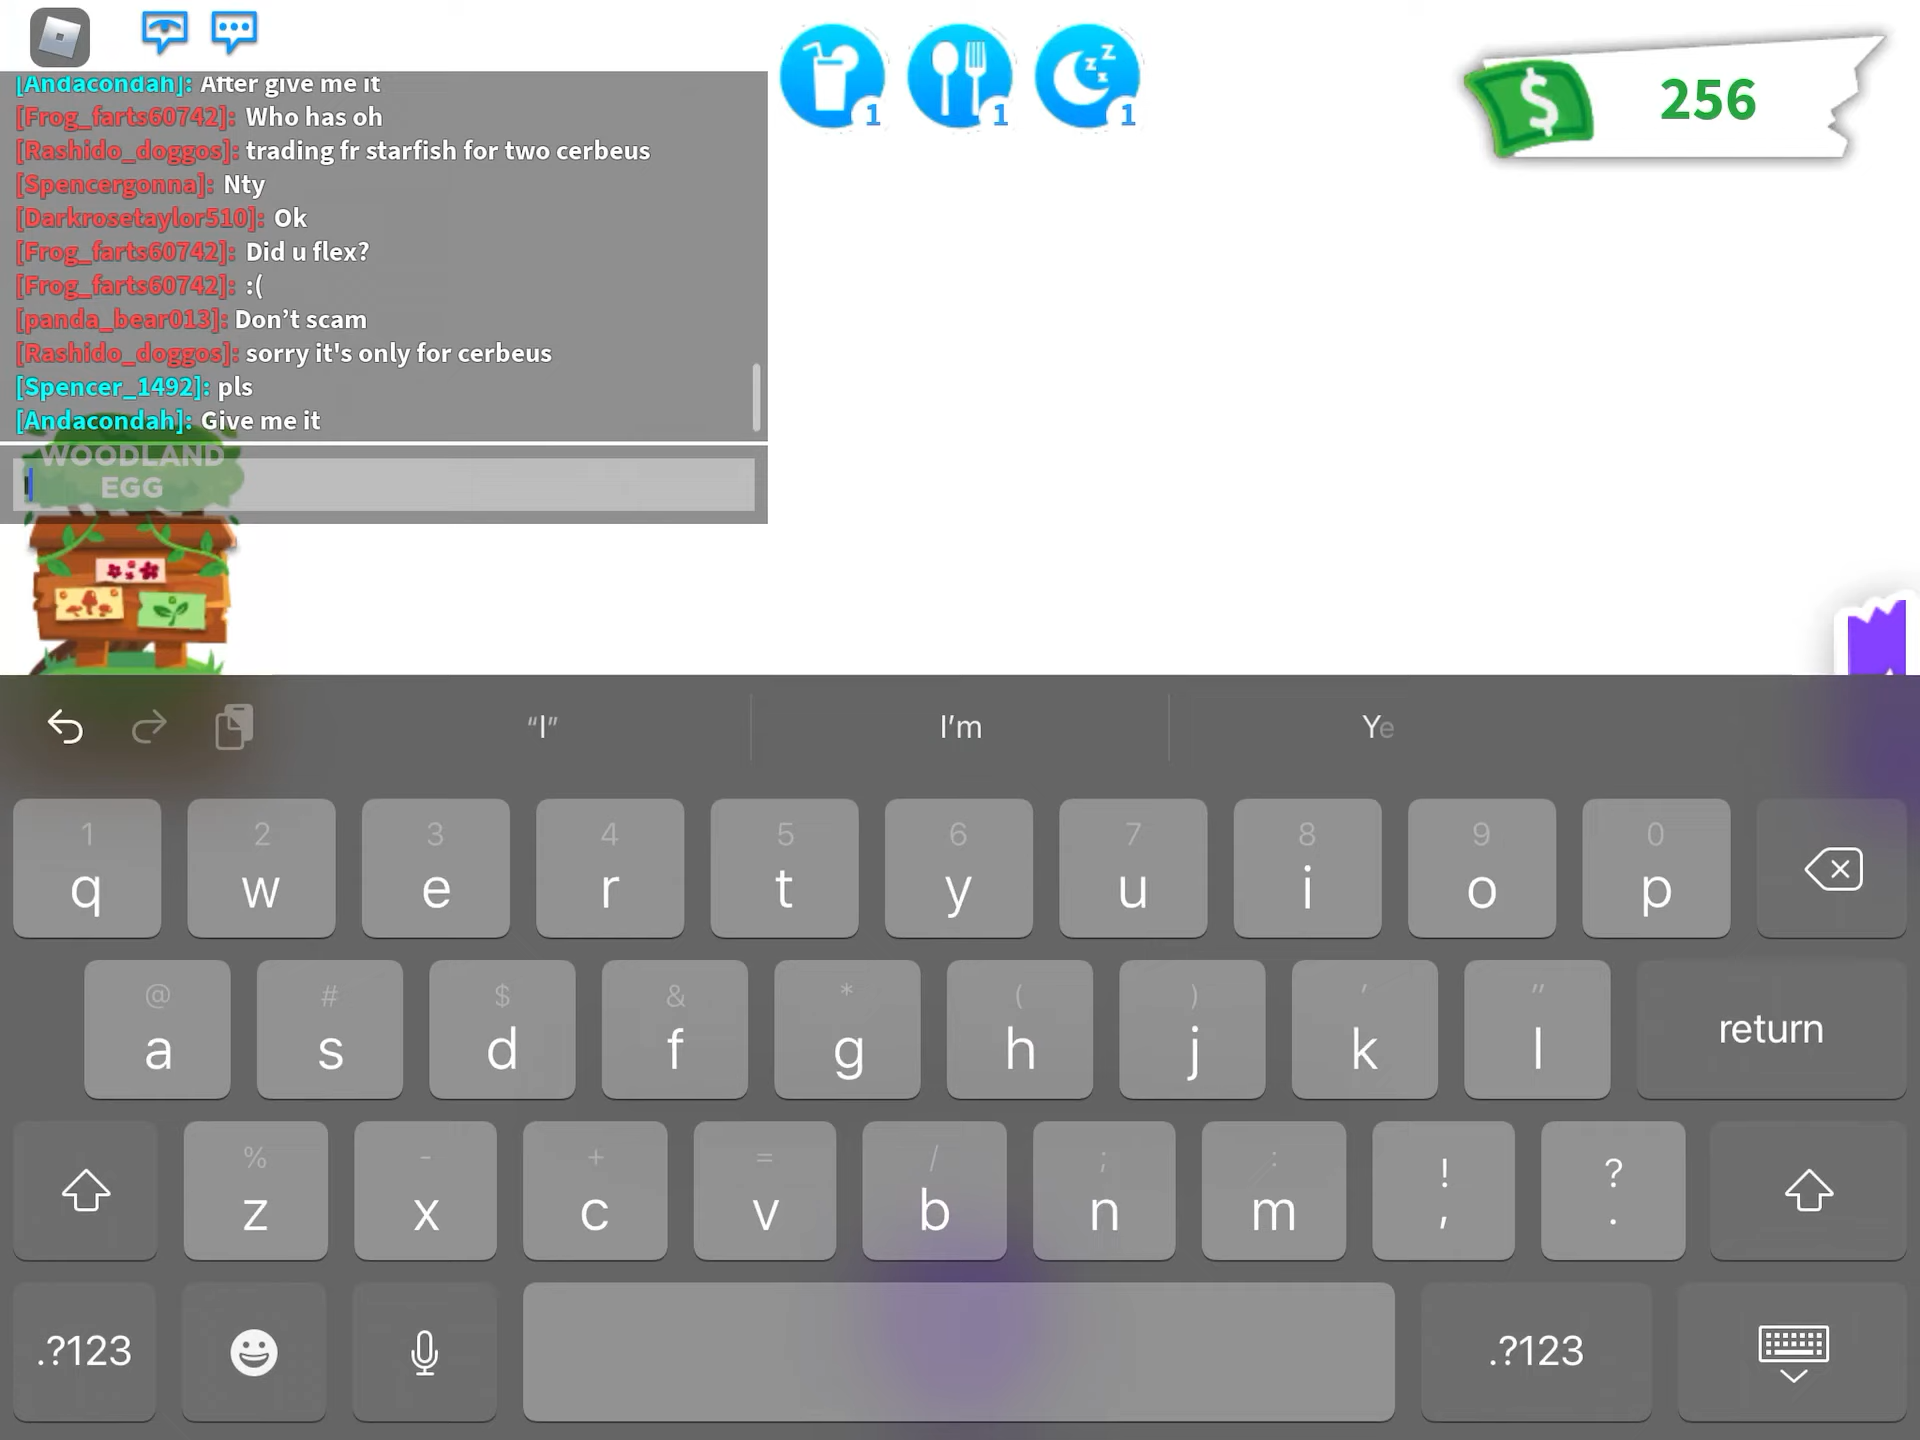 [Andacondah]: After give me it
[Frog_farts60742]: Who has oh
[Rashido_doggos]: trading fr starfish for two cerbeus
[Spencergonna]: Nty
[Darkrosetaylor510]: Ok
[Frog_farts60742]: Did u flex?
[Frog_farts60742]: :(
[panda_bear013]: Don’t scam
[Rashido_doggos]: sorry it's only for cerbeus
[Spencer_1492]: pls
[Andacondah]: Give me it
1 1 1
256
WOODLAND
EGG
“I” I’m Ye
1 2 3 4 5 6 7 8 9 0
q w e r t y u i o p
@ # $ & * ( ) ’ ”
a s d f g h j k l return
% - + = / ; : ! ?
z x c v b n m , .
.?123 .?123